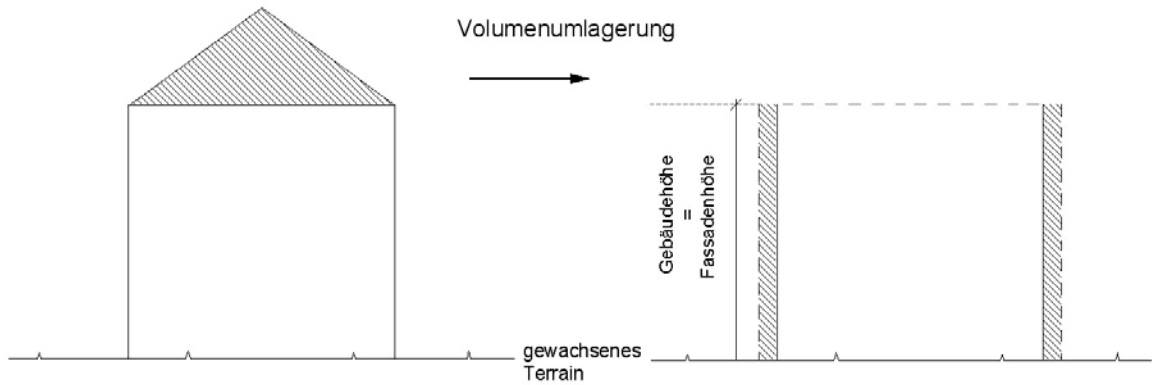 Volumenumlagerung
Gebäudehöhe
=
Fassadenhöhe
gewachsenes
Terrain